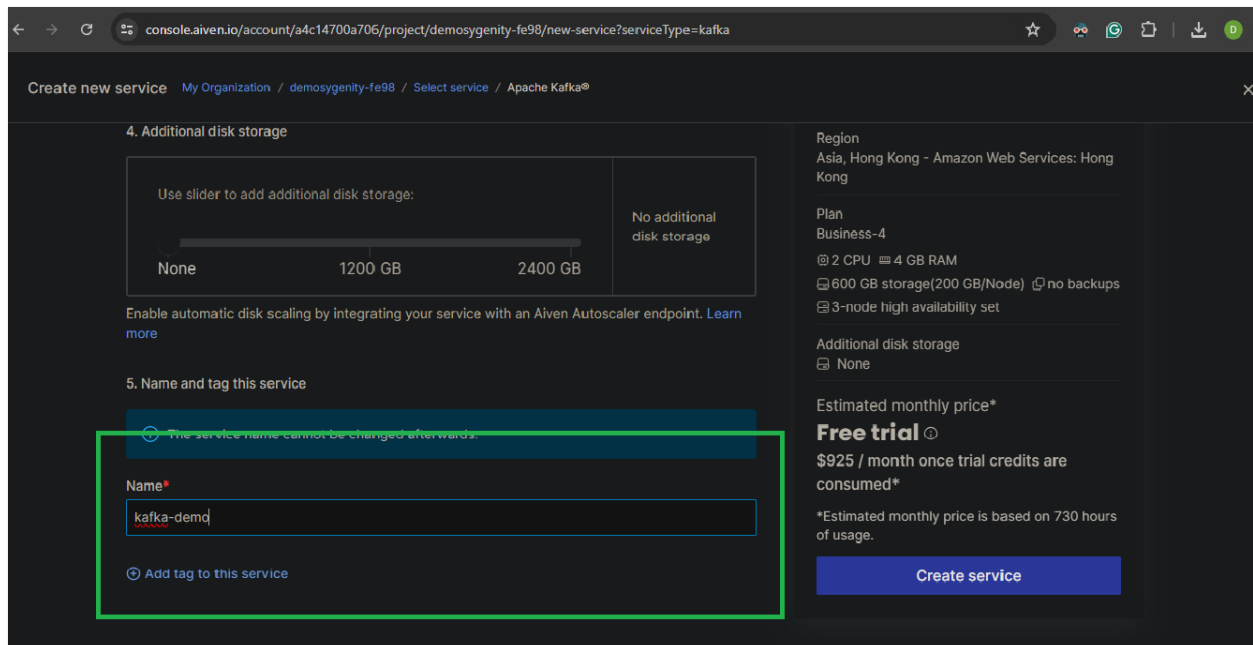 console.aiven.io/account/a4c14700a706/project/demosygenity-fe98/new-service?serviceType=kafka
D
Create new service My Organization / demosygenity-fe98 / Select service / Apache Kafka®
4. Additional disk storage
Use slider to add additional disk storage:
None 1200 GB 2400 GB
No additional
disk storage
Enable automatic disk scaling by integrating your service with an Aiven Autoscaler endpoint. Learn
more
5. Name and tag this service
The service name cannot be changed afterwards.
Name*
kafka-demo
Add tag to this service
Region
Asia, Hong Kong - Amazon Web Services: Hong
Kong
Plan
Business-4
2 CPU 4 GB RAM
600 GB storage(200 GB/Node) no backups
3-node high availability set
Additional disk storage
None
Estimated monthly price*
Free trial
$925 / month once trial credits are
consumed*
*Estimated monthly price is based on 730 hours
of usage.
Create service